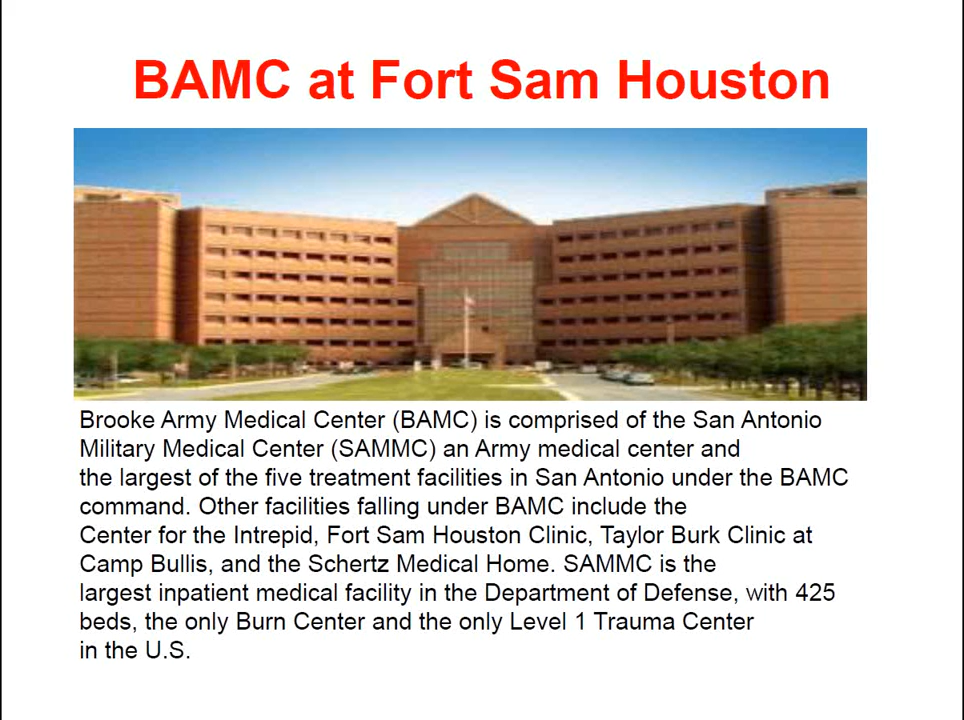 BAMC at Fort Sam Houston
Brooke Army Medical Center (BAMC) is comprised of the San Antonio
Military Medical Center (SAMMC) an Army medical center and
the largest of the five treatment facilities in San Antonio under the BAMC
command. Other facilities falling under BAMC include the
Center for the Intrepid, Fort Sam Houston Clinic, Taylor Burk Clinic at
Camp Bullis, and the Schertz Medical Home. SAMMC is the
largest inpatient medical facility in the Department of Defense, with 425
beds, the only Burn Center and the only Level 1 Trauma Center
in the U.S.